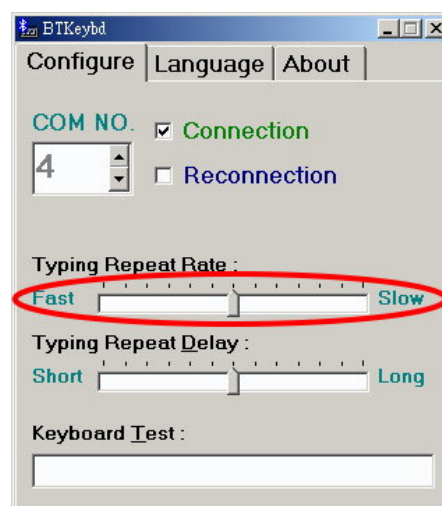 BTKeybd
Configure Language About
COM NO. Connection
4 Reconnection
Typing Repeat Rate :
Fast Slow
Typing Repeat Delay :
Short Long
Keyboard Test :